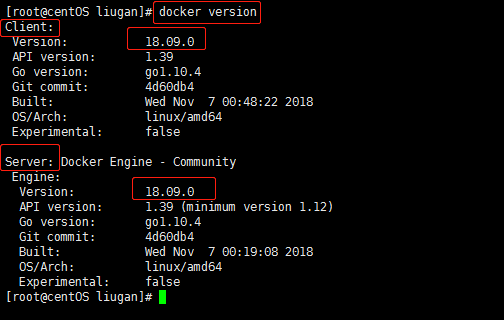 [root@centOS liugan]# docker version
Client:
Version: 18.09.0
API version: 1.39
Go version: go1.10.4
Git commit: 4d60db4
Built: Wed Nov  7 00:48:22 2018
OS/Arch: linux/amd64
Experimental: false
Server: Docker Engine - Community
Engine:
Version: 18.09.0
API version: 1.39 (minimum version 1.12)
Go version: go1.10.4
Git commit: 4d60db4
Built: Wed Nov  7 00:19:08 2018
OS/Arch: linux/amd64
Experimental: false
[root@centOS liugan]#